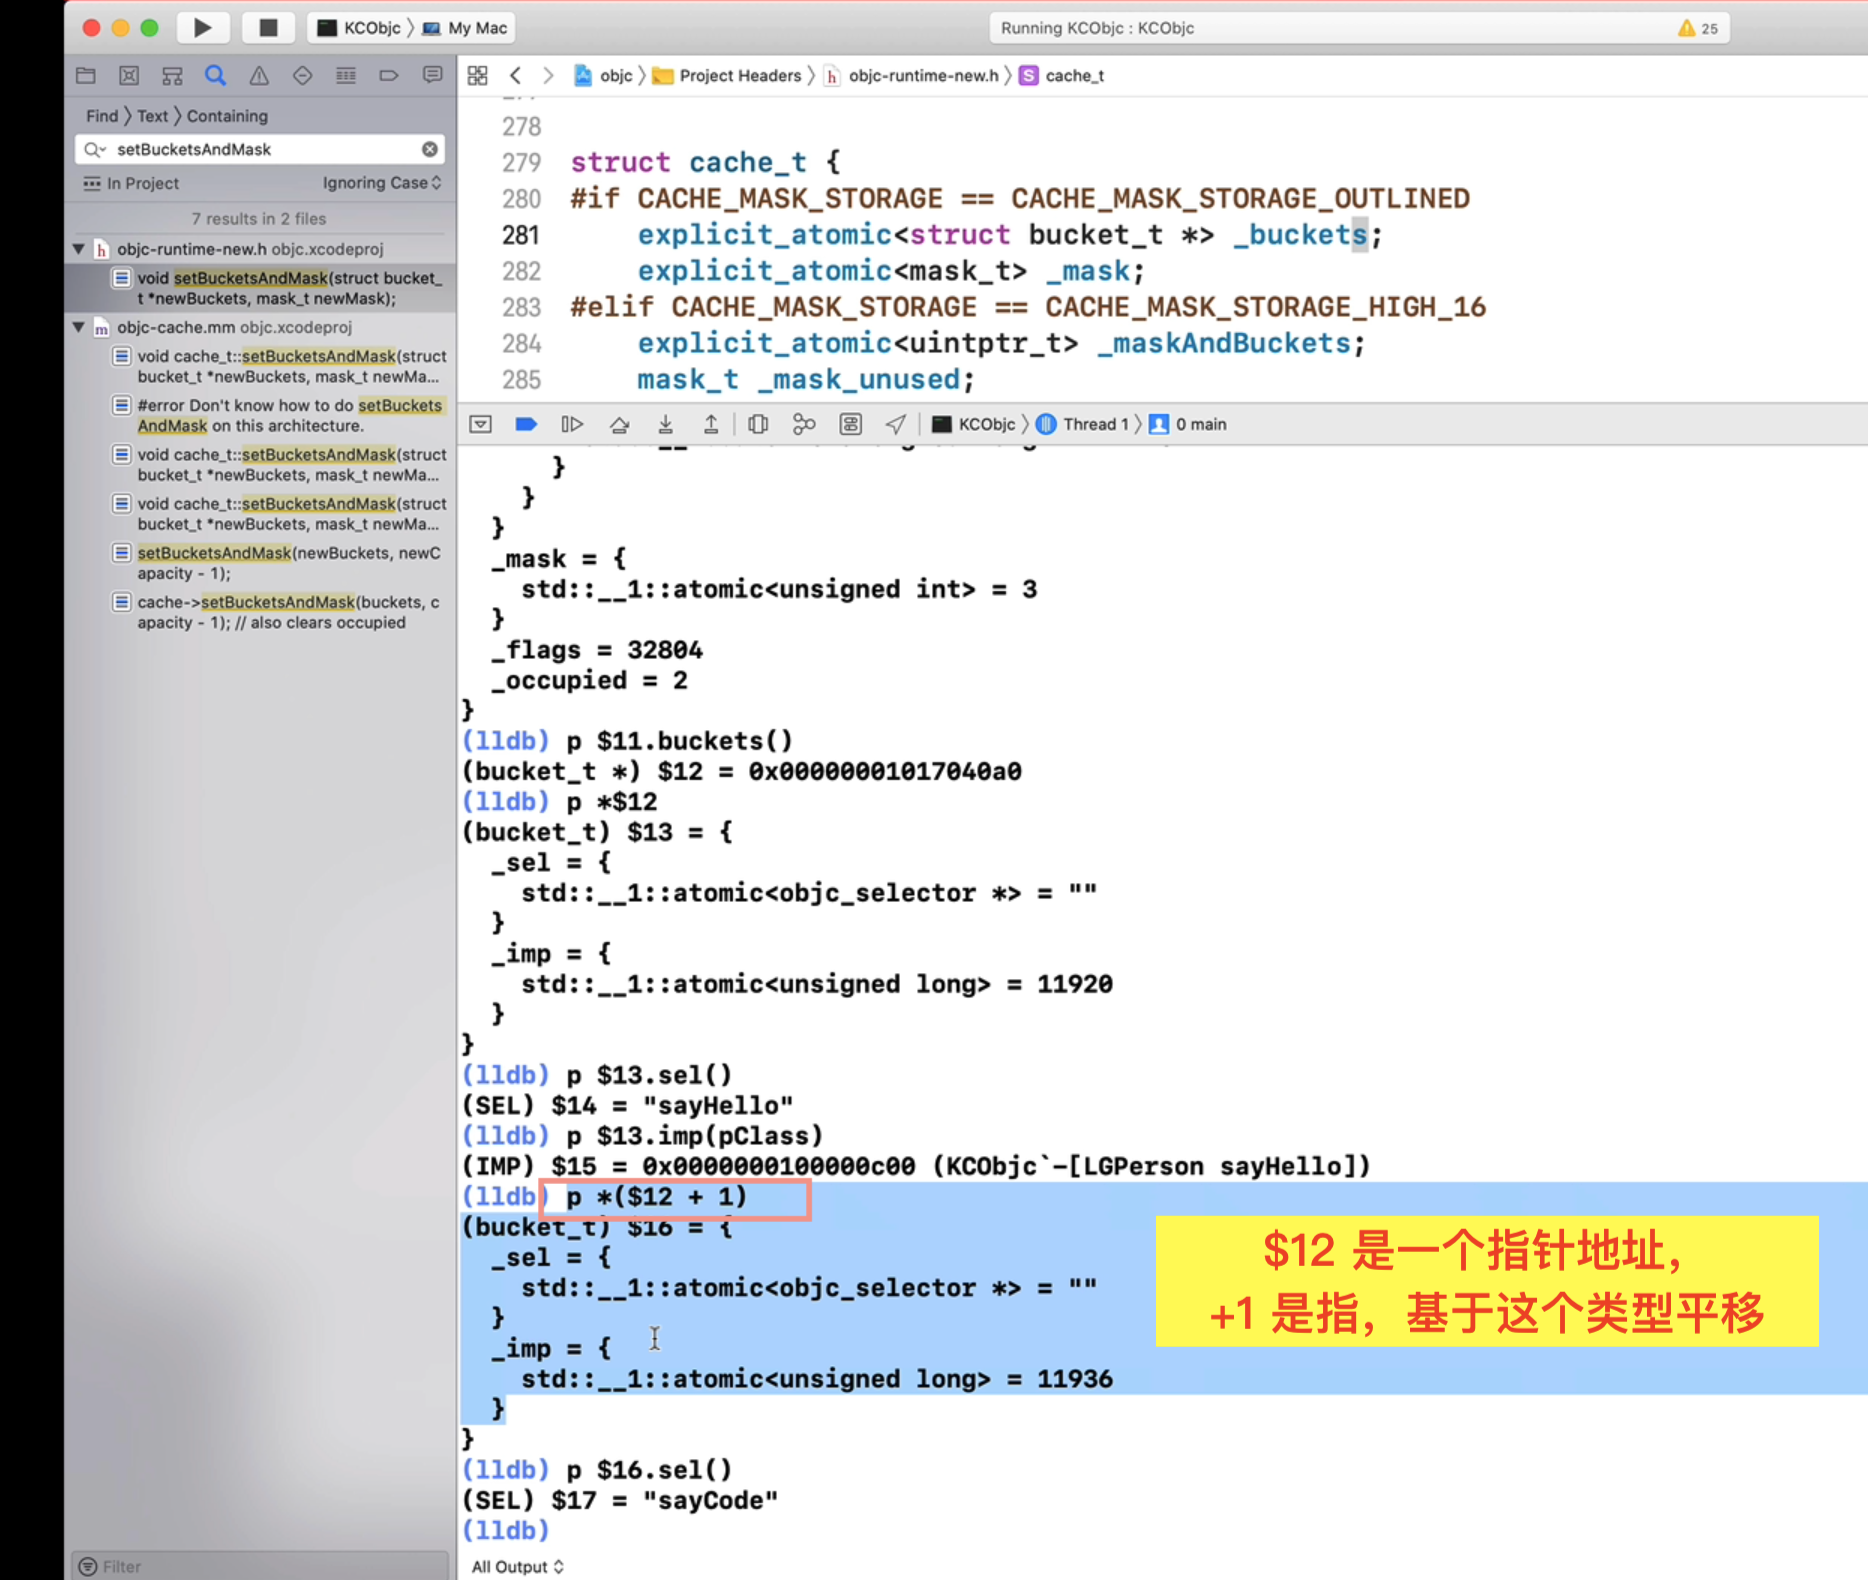 KCObjc 〉 My Mac
Running KCObjc : KCObjc
25
objc 〉 Project Headers 〉 h objc-runtime-new.h 〉 S cache_t
Find 〉 Text 〉 Containing
setBucketsAndMask
In Project
Ignoring Case
7 results in 2 files
h objc-runtime-new.h objc.xcodeproj
void setBucketsAndMask(struct bucket_
t *newBuckets, mask_t newMask);
m objc-cache.mm objc.xcodeproj
void cache_t::setBucketsAndMask(struct
bucket_t *newBuckets, mask_t newMa...
#error Don't know how to do setBuckets
AndMask on this architecture.
void cache_t::setBucketsAndMask(struct
bucket_t *newBuckets, mask_t newMa...
void cache_t::setBucketsAndMask(struct
bucket_t *newBuckets, mask_t newMa...
setBucketsAndMask(newBuckets, newC
apacity - 1);
cache->setBucketsAndMask(buckets, c
apacity - 1); // also clears occupied
Filter
278
279 struct cache_t {
280 #if CACHE_MASK_STORAGE == CACHE_MASK_STORAGE_OUTLINED
281 explicit_atomic<struct bucket_t *> _buckets;
282 explicit_atomic<mask_t> _mask;
283 #elif CACHE_MASK_STORAGE == CACHE_MASK_STORAGE_HIGH_16
284 explicit_atomic<uintptr_t> _maskAndBuckets;
285 mask_t _mask_unused;
KCObjc 〉 Thread 1 〉 0 main
}
}
}
_mask = {
std::__1::atomic<unsigned int> = 3
}
_flags = 32804
_occupied = 2
}
(lldb) p $11.buckets()
(bucket_t *) $12 = 0x00000001017040a0
(lldb) p *$12
(bucket_t) $13 = {
_sel = {
std::__1::atomic<objc_selector *> = ""
}
_imp = {
std::__1::atomic<unsigned long> = 11920
}
}
(lldb) p $13.sel()
(SEL) $14 = "sayHello"
(lldb) p $13.imp(pClass)
(IMP) $15 = 0x0000000100000c00 (KCObjc`-[LGPerson sayHello])
(lldb) p *($12 + 1)
(bucket_t) $16 = {
_sel = {
std::__1::atomic<objc_selector *> = ""
}
_imp = {
std::__1::atomic<unsigned long> = 11936
}
}
(lldb) p $16.sel()
(SEL) $17 = "sayCode"
(lldb)
$12 是一个指针地址，
+1 是指，基于这个类型平移
All Output